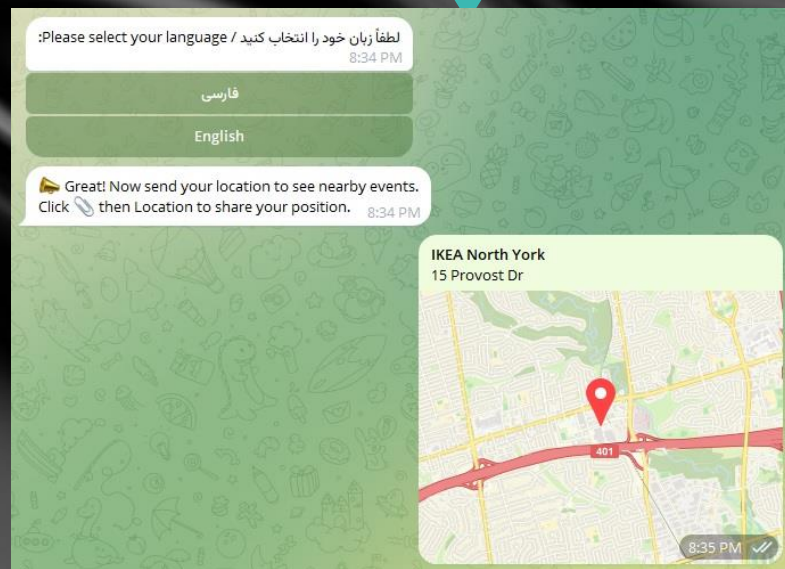 لطفاً زبان خود را انتخاب کنید / Please select your language:
8:34 PM
فارسی
English
📣 Great! Now send your location to see nearby events.
Click 📎 then Location to share your position. 8:34 PM
IKEA North York
15 Provost Dr
401
8:35 PM